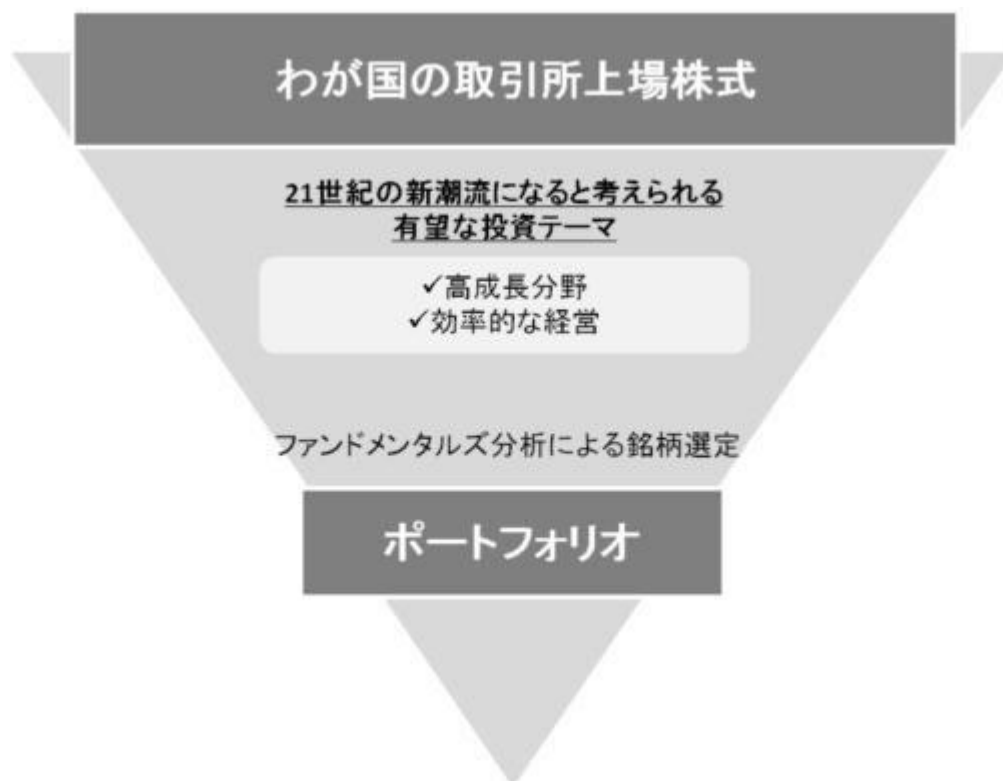 わが国の取引所上場株式
21世紀の新潮流になると考えられる
有望な投資テーマ
✓高成長分野
✓効率的な経営
ファンドメンタルズ分析による銘柄選定
ポートフォリオ